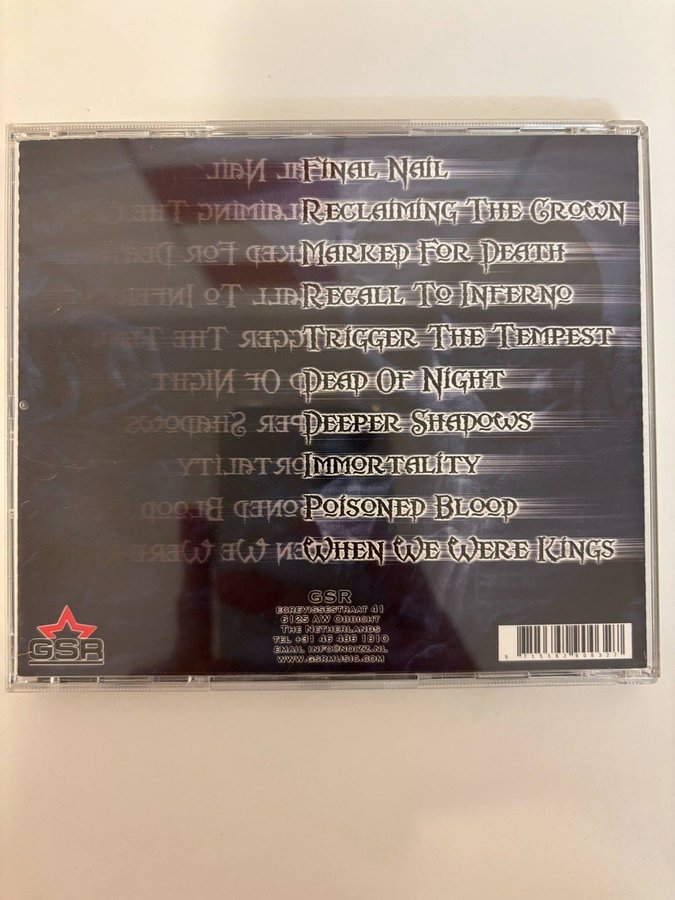 Final Nail
Reclaiming The Crown
Marked For Death
Recall To Inferno
Trigger The Tempest
Dead Of Night
Deeper Shadows
Immortality
Poisoned Blood
When We Were Kings
GSR
Egrevissestraat 41
6125 AW Obbicht
The Netherlands
Tel +31 46 486 1810
Email info@noizz.nl
www.gsrmusic.com
GSR